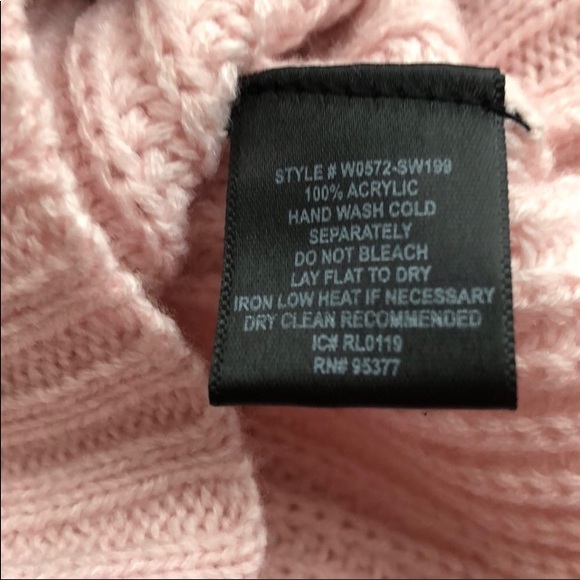 STYLE # W0572-SW199
100% ACRYLIC
HAND WASH COLD
SEPARATELY
DO NOT BLEACH
LAY FLAT TO DRY
IRON LOW HEAT IF NECESSARY
DRY CLEAN RECOMMENDED
IC# RL0119
RN# 95377